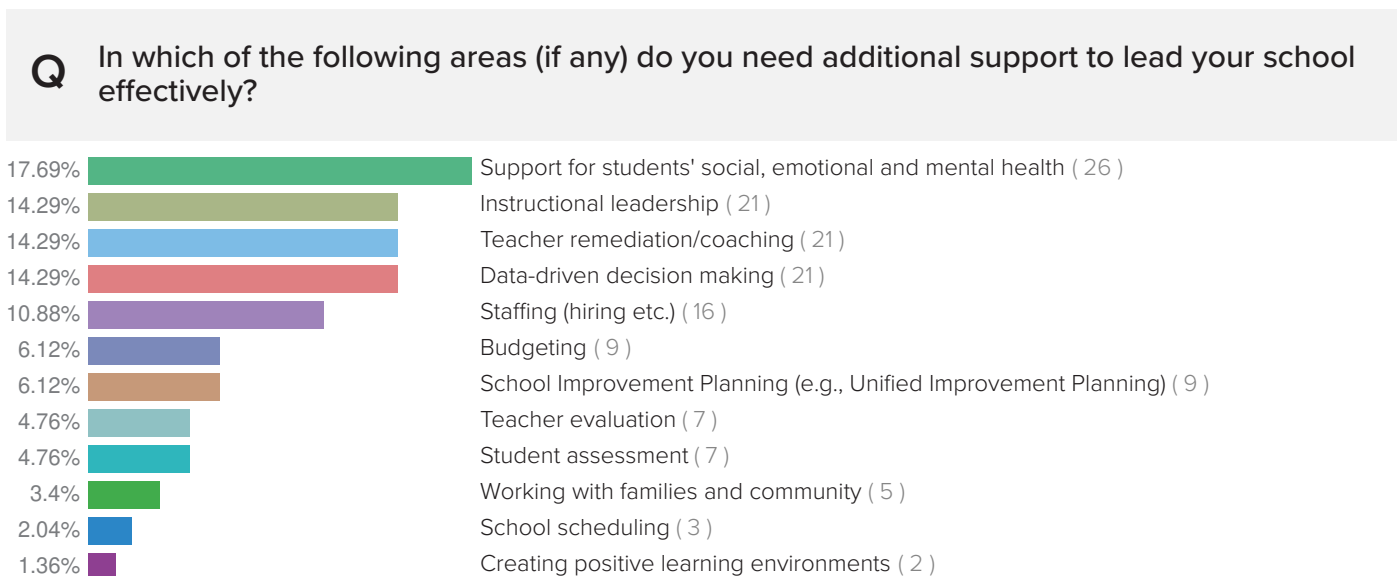 Q In which of the following areas (if any) do you need additional support to lead your school
effectively?
17.69% Support for students' social, emotional and mental health ( 26 )
14.29% Instructional leadership ( 21 )
14.29% Teacher remediation/coaching ( 21 )
14.29% Data-driven decision making ( 21 )
10.88% Staffing (hiring etc.) ( 16 )
6.12% Budgeting ( 9 )
6.12% School Improvement Planning (e.g., Unified Improvement Planning) ( 9 )
4.76% Teacher evaluation ( 7 )
4.76% Student assessment ( 7 )
3.4% Working with families and community ( 5 )
2.04% School scheduling ( 3 )
1.36% Creating positive learning environments ( 2 )